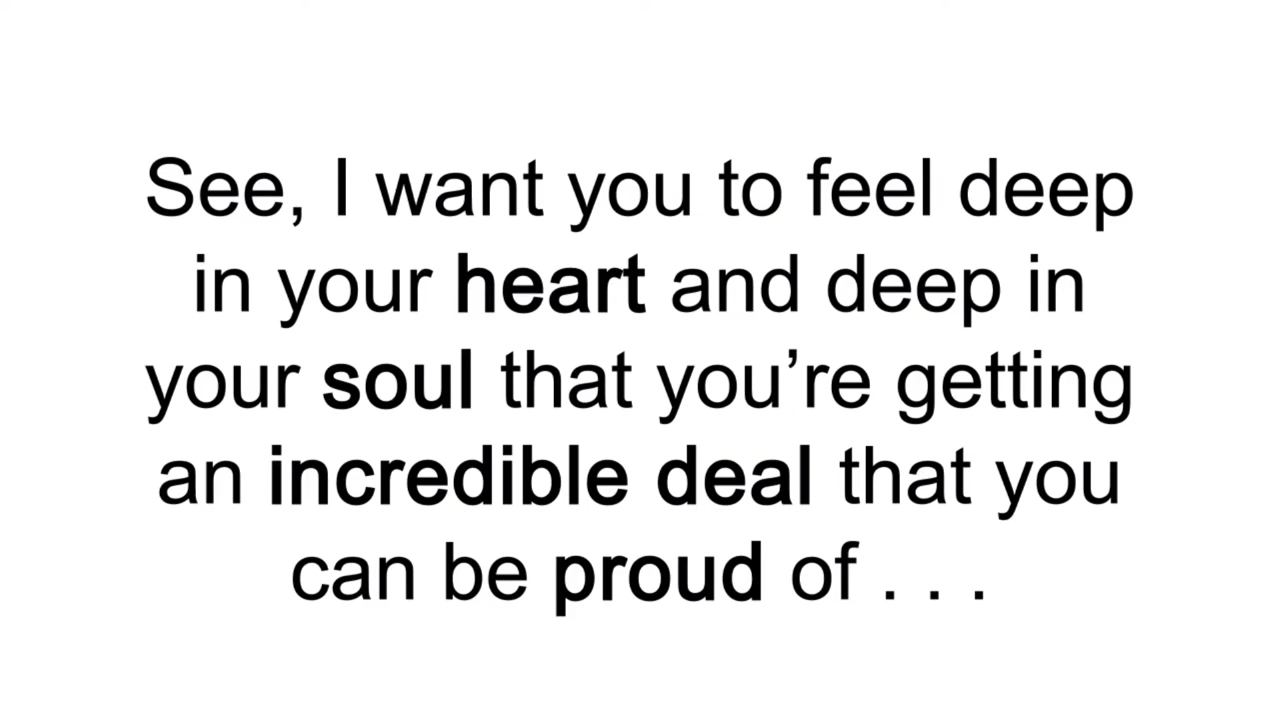 See, I want you to feel deep
in your heart and deep in
your soul that you’re getting
an incredible deal that you
can be proud of . . .